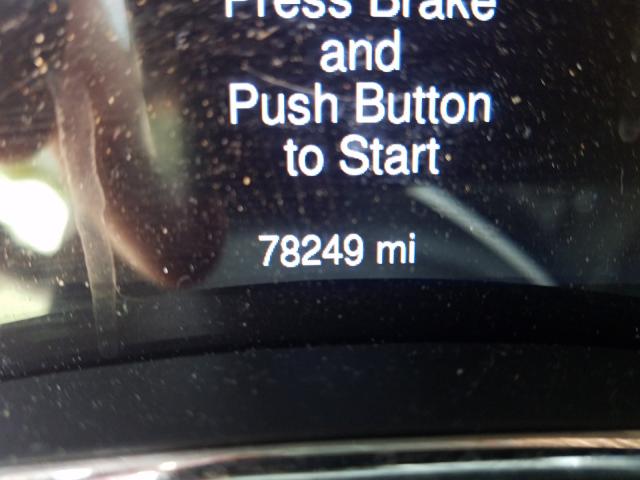 Press Brake
and
Push Button
to Start
78249 mi